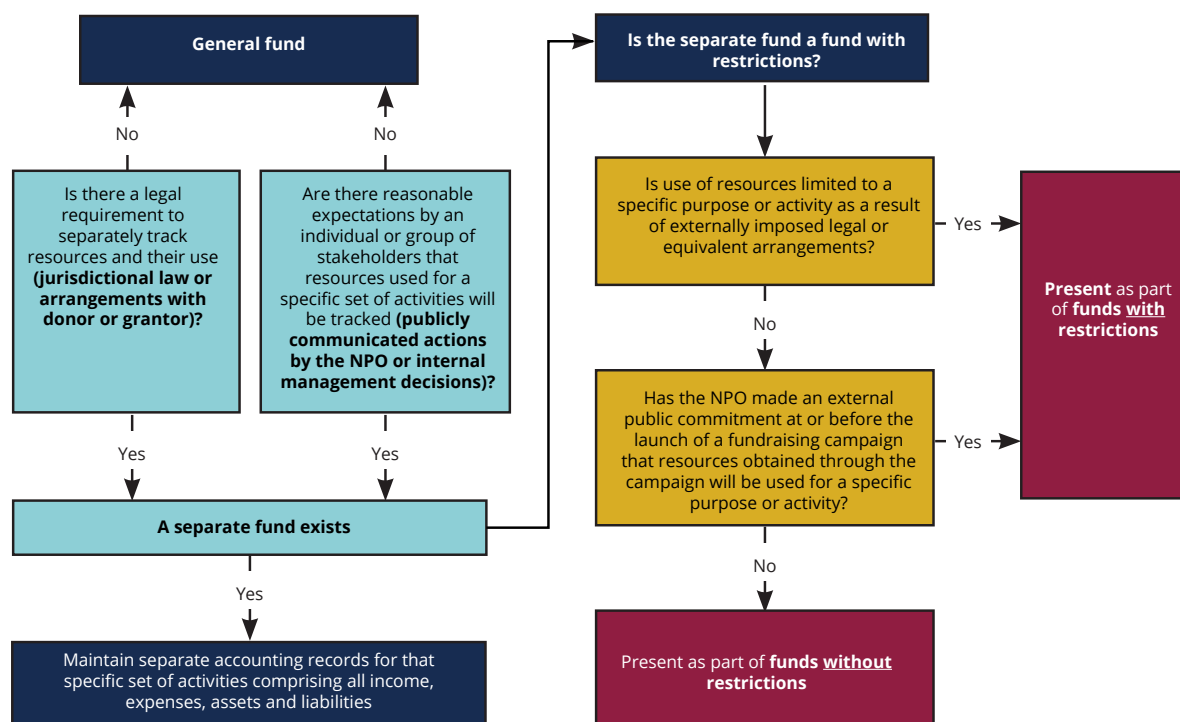 General fund
No
No
Is there a legal
requirement to
separately track
resources and their use
(jurisdictional law or
arrangements with
donor or grantor)?
Are there reasonable
expectations by an
individual or group of
stakeholders that
resources used for a
specific set of activities will
be tracked (publicly
communicated actions
by the NPO or internal
management decisions)?
Yes
Yes
A separate fund exists
Yes
Maintain separate accounting records for that
specific set of activities comprising all income,
expenses, assets and liabilities
Is the separate fund a fund with
restrictions?
Is use of resources limited to a
specific purpose or activity as a result
of externally imposed legal or
equivalent arrangements?
Yes
No
Has the NPO made an external
public commitment at or before the
launch of a fundraising campaign
that resources obtained through the
campaign will be used for a specific
purpose or activity?
Yes
No
Present as part of funds without
restrictions
Present as part
of funds with
restrictions